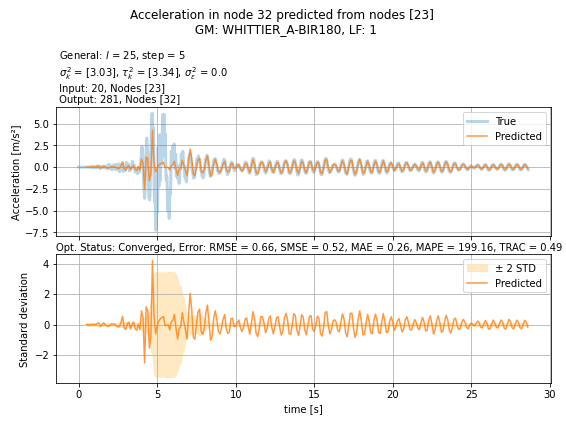 Acceleration in node 32 predicted from nodes [23]
GM: WHITTIER_A-BIR180, LF: 1
General: l = 25, step = 5
σ²ₖ = [3.03], τ²ₖ = [3.34], σ²ₑ = 0.0
Input: 20, Nodes [23]
Output: 281, Nodes [32]
Acceleration [m/s²]
5.0
2.5
0.0
−2.5
−5.0
−7.5
True
Predicted
Opt. Status: Converged, Error: RMSE = 0.66, SMSE = 0.52, MAE = 0.26, MAPE = 199.16, TRAC = 0.49
Standard deviation
4
2
0
−2
± 2 STD
Predicted
0 5 10 15 20 25 30
time [s]